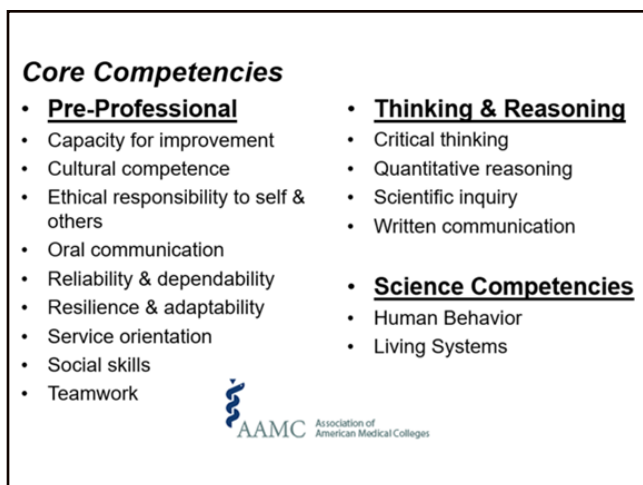 Core Competencies
• Pre-Professional
• Capacity for improvement
• Cultural competence
• Ethical responsibility to self &
others
• Oral communication
• Reliability & dependability
• Resilience & adaptability
• Service orientation
• Social skills
• Teamwork
• Thinking & Reasoning
• Critical thinking
• Quantitative reasoning
• Scientific inquiry
• Written communication
• Science Competencies
• Human Behavior
• Living Systems
AAMC
Association of
American Medical Colleges